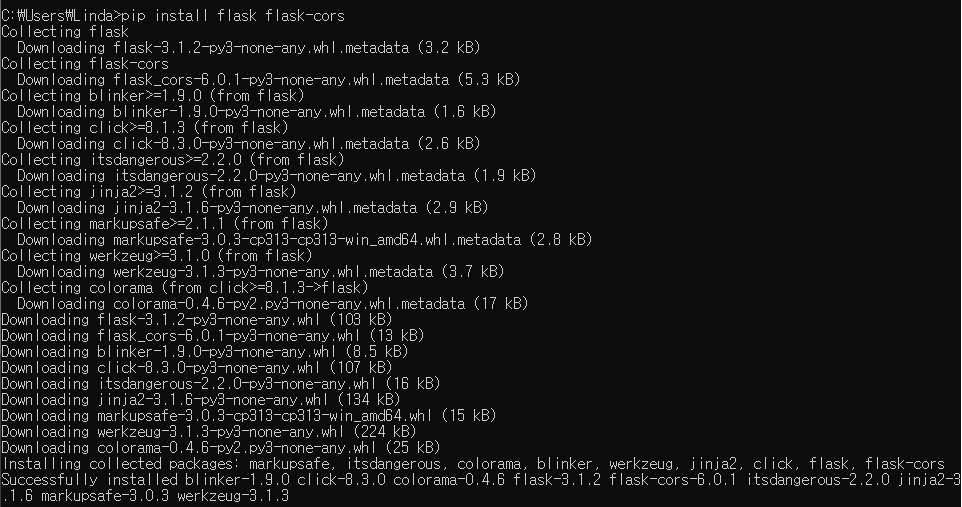 C:₩Users₩Linda>pip install flask flask-cors
Collecting flask
  Downloading flask-3.1.2-py3-none-any.whl.metadata (3.2 kB)
Collecting flask-cors
  Downloading flask_cors-6.0.1-py3-none-any.whl.metadata (5.3 kB)
Collecting blinker>=1.9.0 (from flask)
  Downloading blinker-1.9.0-py3-none-any.whl.metadata (1.6 kB)
Collecting click>=8.1.3 (from flask)
  Downloading click-8.3.0-py3-none-any.whl.metadata (2.6 kB)
Collecting itsdangerous>=2.2.0 (from flask)
  Downloading itsdangerous-2.2.0-py3-none-any.whl.metadata (1.9 kB)
Collecting jinja2>=3.1.2 (from flask)
  Downloading jinja2-3.1.6-py3-none-any.whl.metadata (2.9 kB)
Collecting markupsafe>=2.1.1 (from flask)
  Downloading markupsafe-3.0.3-cp313-cp313-win_amd64.whl.metadata (2.8 kB)
Collecting werkzeug>=3.1.0 (from flask)
  Downloading werkzeug-3.1.3-py3-none-any.whl.metadata (3.7 kB)
Collecting colorama (from click>=8.1.3->flask)
  Downloading colorama-0.4.6-py2.py3-none-any.whl.metadata (17 kB)
Downloading flask-3.1.2-py3-none-any.whl (103 kB)
Downloading flask_cors-6.0.1-py3-none-any.whl (13 kB)
Downloading blinker-1.9.0-py3-none-any.whl (8.5 kB)
Downloading click-8.3.0-py3-none-any.whl (107 kB)
Downloading itsdangerous-2.2.0-py3-none-any.whl (16 kB)
Downloading jinja2-3.1.6-py3-none-any.whl (134 kB)
Downloading markupsafe-3.0.3-cp313-cp313-win_amd64.whl (15 kB)
Downloading werkzeug-3.1.3-py3-none-any.whl (224 kB)
Downloading colorama-0.4.6-py2.py3-none-any.whl (25 kB)
Installing collected packages: markupsafe, itsdangerous, colorama, blinker, werkzeug, jinja2, click, flask, flask-cors
Successfully installed blinker-1.9.0 click-8.3.0 colorama-0.4.6 flask-3.1.2 flask-cors-6.0.1 itsdangerous-2.2.0 jinja2-3
.1.6 markupsafe-3.0.3 werkzeug-3.1.3